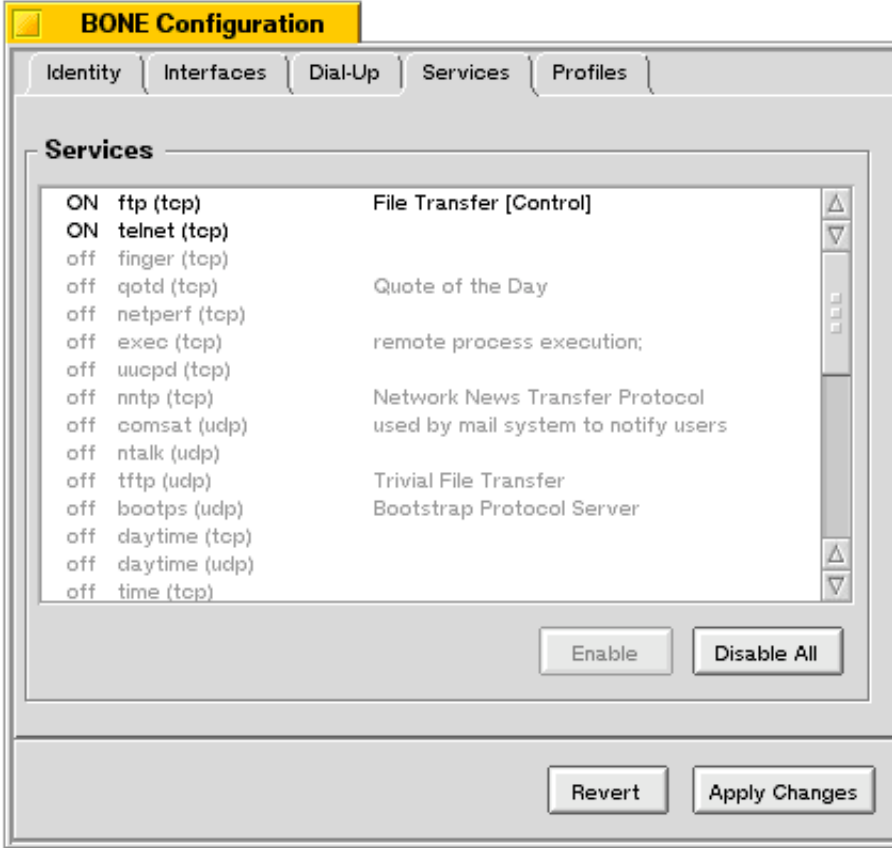 BONE Configuration
Identity Interfaces Dial-Up Services Profiles
Services
ON ftp (tcp) File Transfer [Control]
ON telnet (tcp)
off finger (tcp)
off qotd (tcp) Quote of the Day
off netperf (tcp)
off exec (tcp) remote process execution;
off uucpd (tcp)
off nntp (tcp) Network News Transfer Protocol
off comsat (udp) used by mail system to notify users
off ntalk (udp)
off tftp (udp) Trivial File Transfer
off bootps (udp) Bootstrap Protocol Server
off daytime (tcp)
off daytime (udp)
off time (tcp)
Enable Disable All
Revert Apply Changes